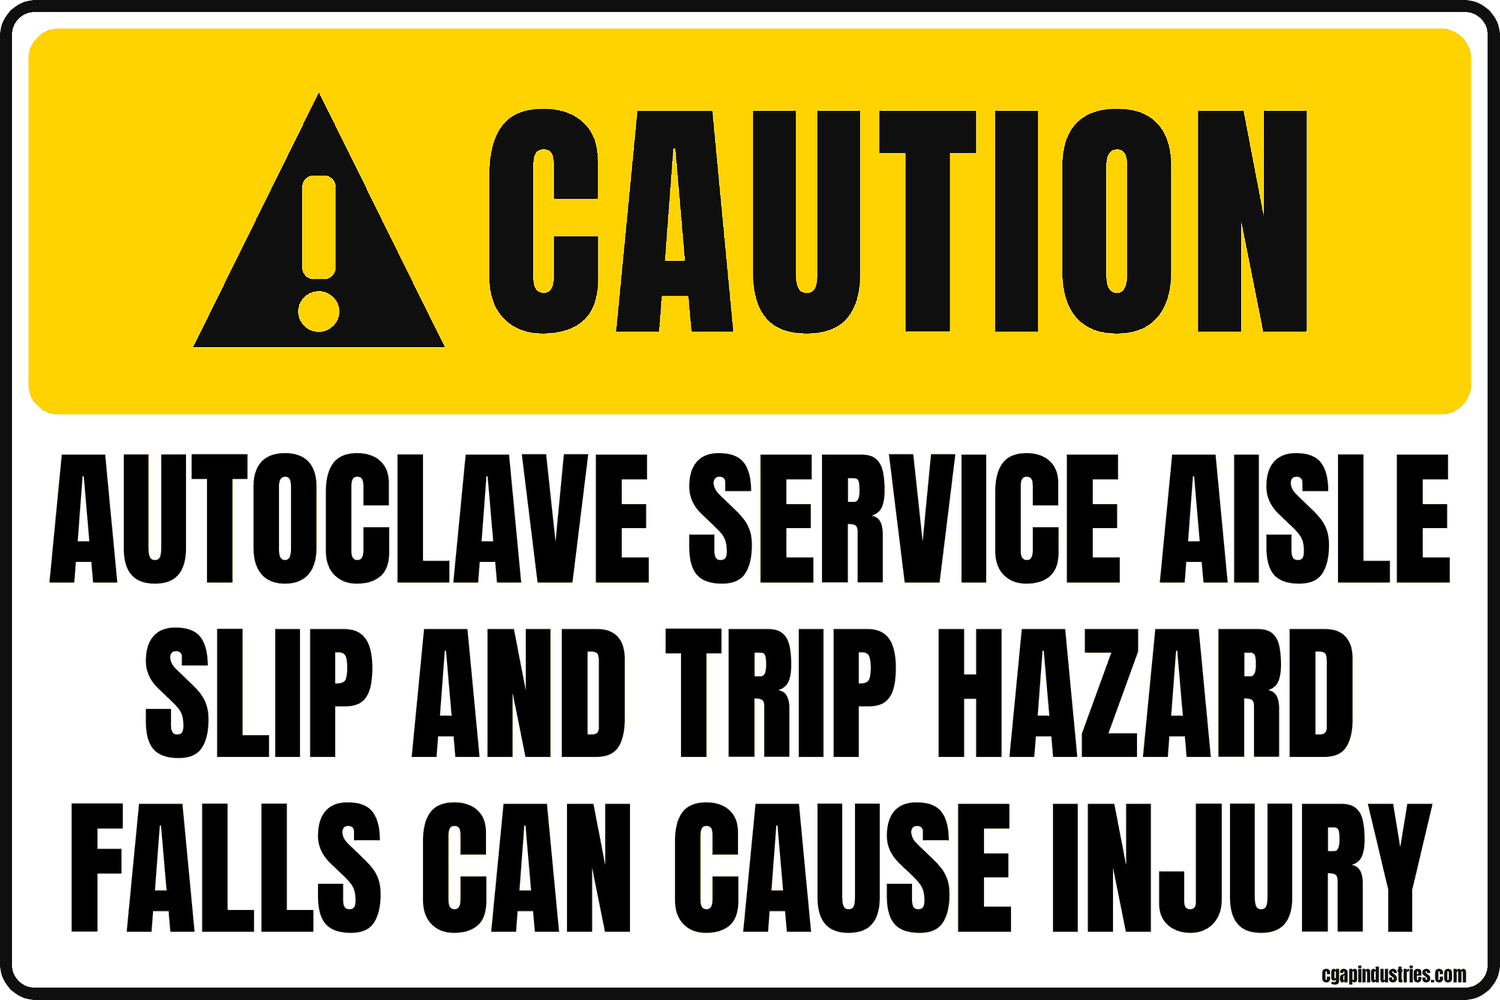 CAUTION
AUTOCLAVE SERVICE AISLE
SLIP AND TRIP HAZARD
FALLS CAN CAUSE INJURY
cgapindustries.com